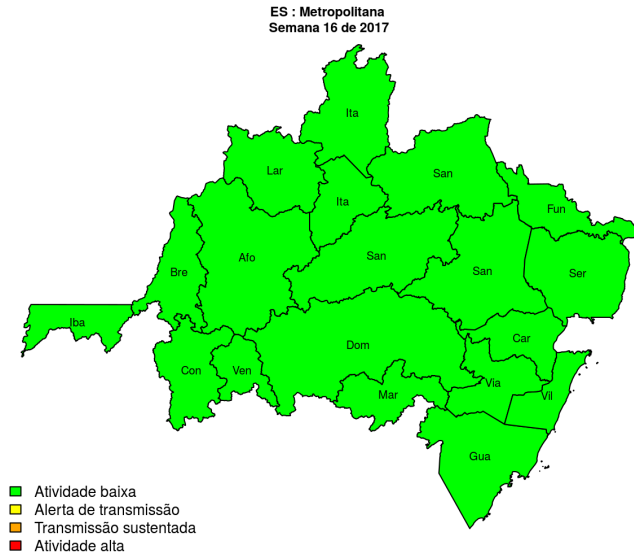 ES : Metropolitana
Semana 16 de 2017
Ita
Lar
San
Ita
Fun
Afo
San
San
Bre
Ser
Iba
Car
Dom
Con
Ven
Via
Mar
Vil
Gua
Atividade baixa
Alerta de transmissão
Transmissão sustentada
Atividade alta